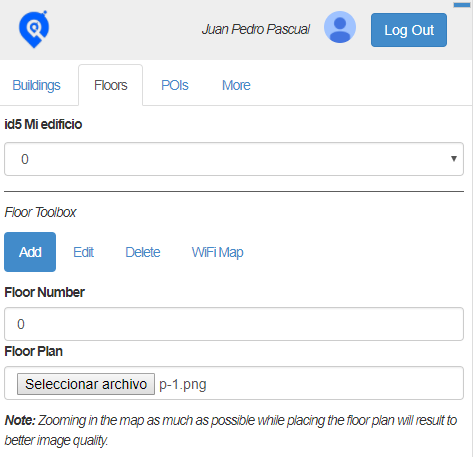 Juan Pedro Pascual
Log Out
Buildings Floors POIs More
id5 Mi edificio
0
Floor Toolbox
Add Edit Delete WiFi Map
Floor Number
0
Floor Plan
Seleccionar archivo p-1.png
Note: Zooming in the map as much as possible while placing the floor plan will result to
better image quality.